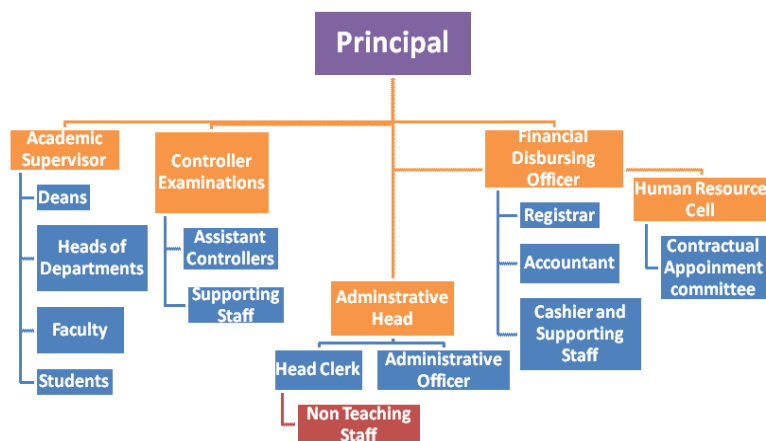 Principal
Academic
Supervisor
Deans
Heads of
Departments
Faculty
Students
Controller
Examinations
Assistant
Controllers
Supporting
Staff
Adminstrative
Head
Head Clerk
Non Teaching
Staff
Administrative
Officer
Financial
Disbursing
Officer
Registrar
Accountant
Cashier and
Supporting
Staff
Human Resource
Cell
Contractual
Appoinment
committee